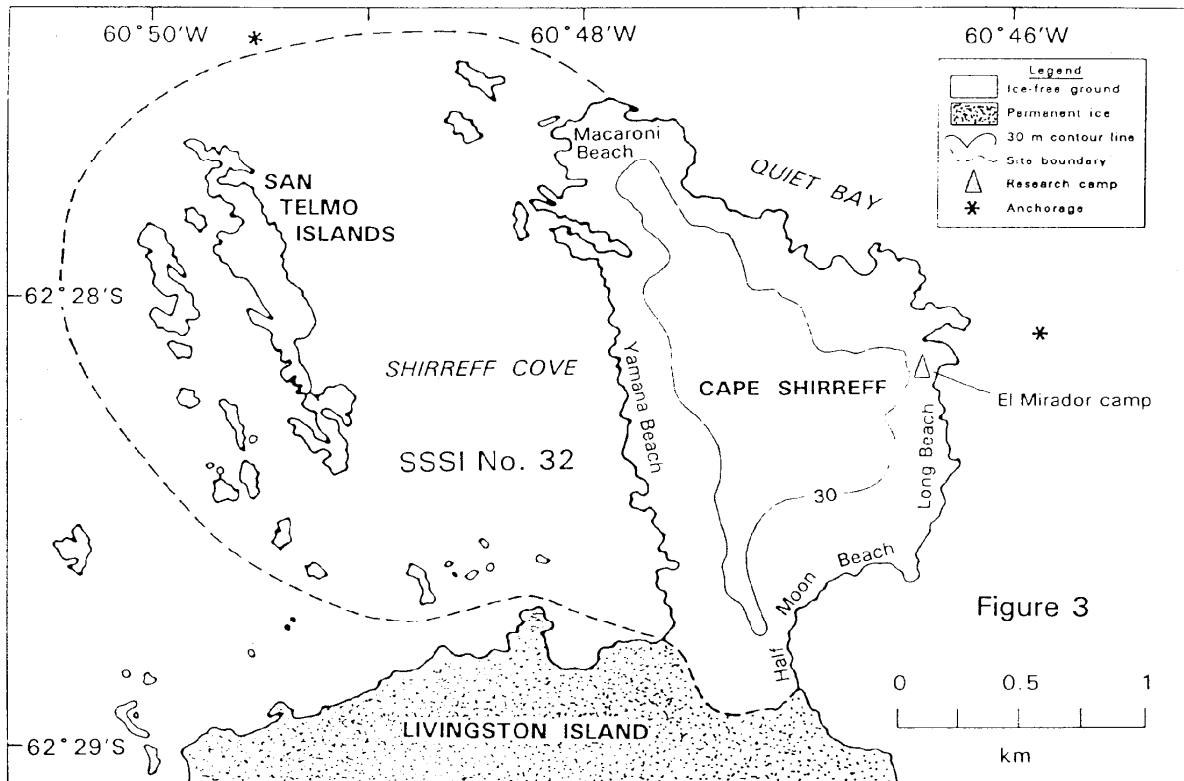 60°50'W
60°48'W
60°46'W
Legend
Ice-free ground
Permanent ice
30 m contour line
Site boundary
Research camp
Anchorage
Macaroni
Beach
QUIET BAY
SAN
TELMO
ISLANDS
62°28'S
SHIRREFF COVE
Yamana Beach
CAPE SHIRREFF
El Mirador camp
Long Beach
SSSI No. 32
30
Half Moon Beach
Figure 3
0 0.5 1
km
LIVINGSTON ISLAND
62°29'S